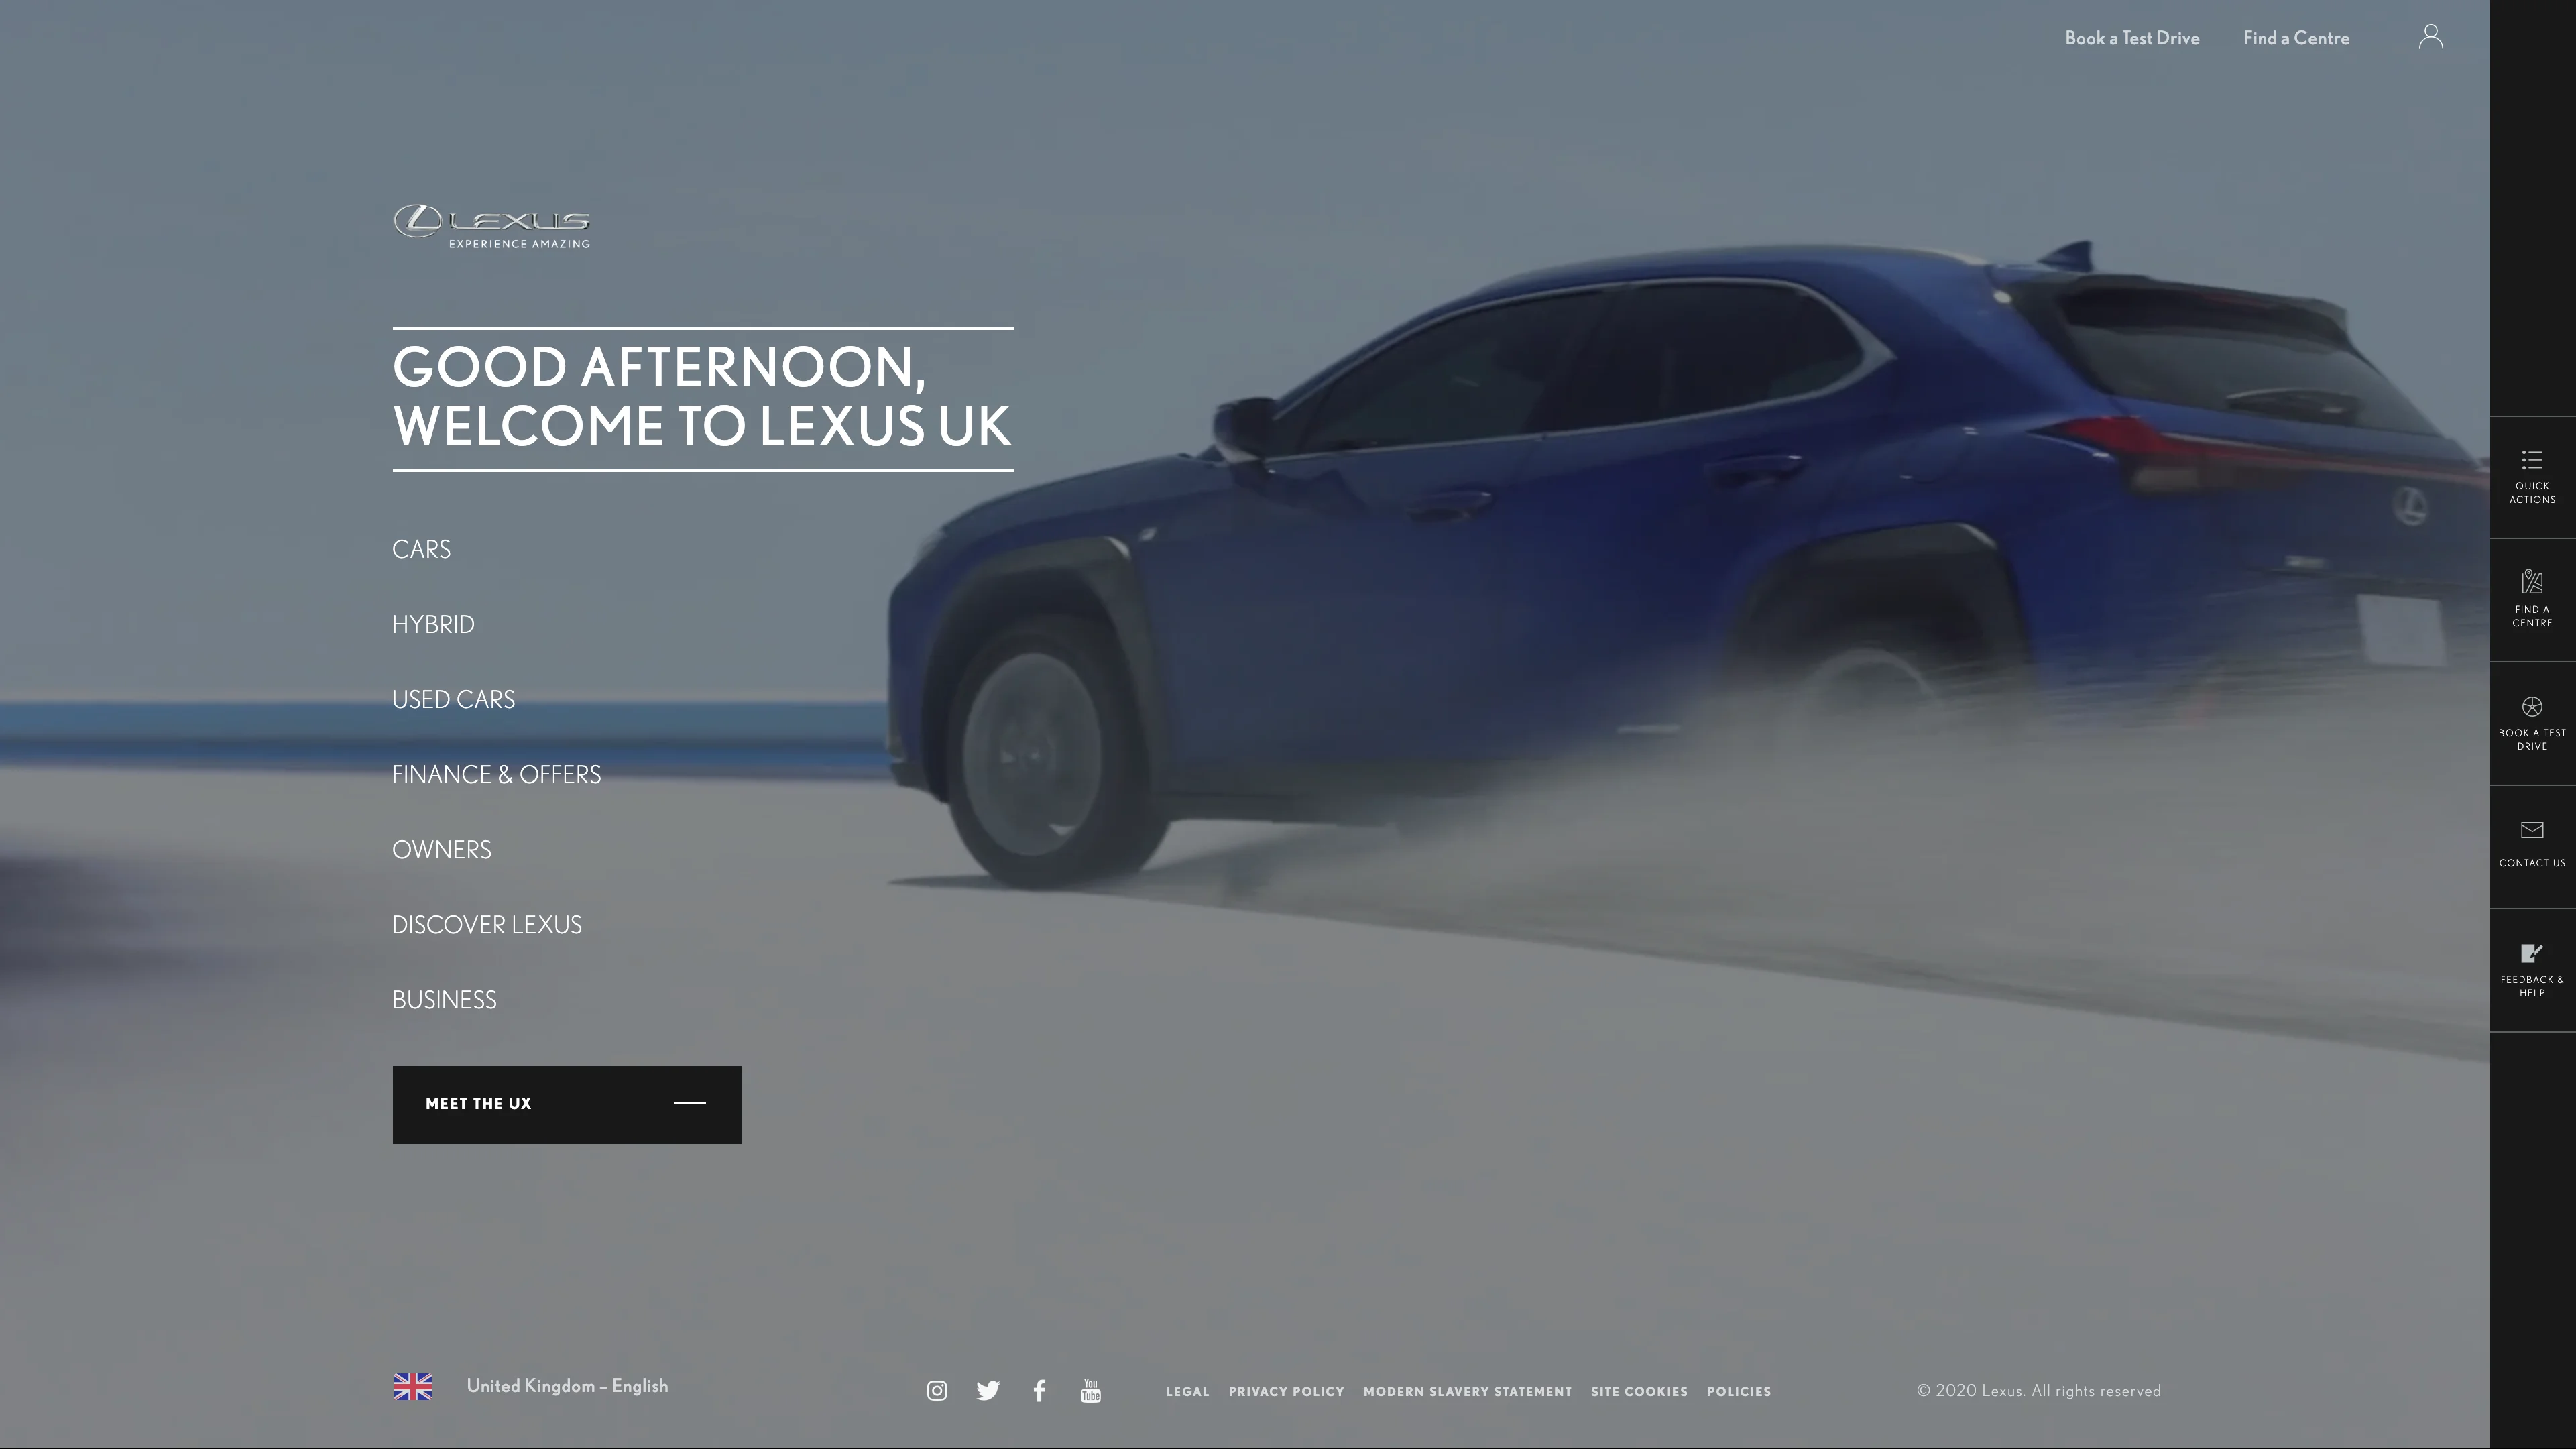 Book a Test Drive
Find a Centre
LEXUS
EXPERIENCE AMAZING
GOOD AFTERNOON,
WELCOME TO LEXUS UK
CARS
HYBRID
USED CARS
FINANCE & OFFERS
OWNERS
DISCOVER LEXUS
BUSINESS
MEET THE UX
QUICK
ACTIONS
FIND A
CENTRE
BOOK A TEST
DRIVE
CONTACT US
FEEDBACK &
HELP
United Kingdom – English
You
Tube
LEGAL
PRIVACY POLICY
MODERN SLAVERY STATEMENT
SITE COOKIES
POLICIES
© 2020 Lexus. All rights reserved